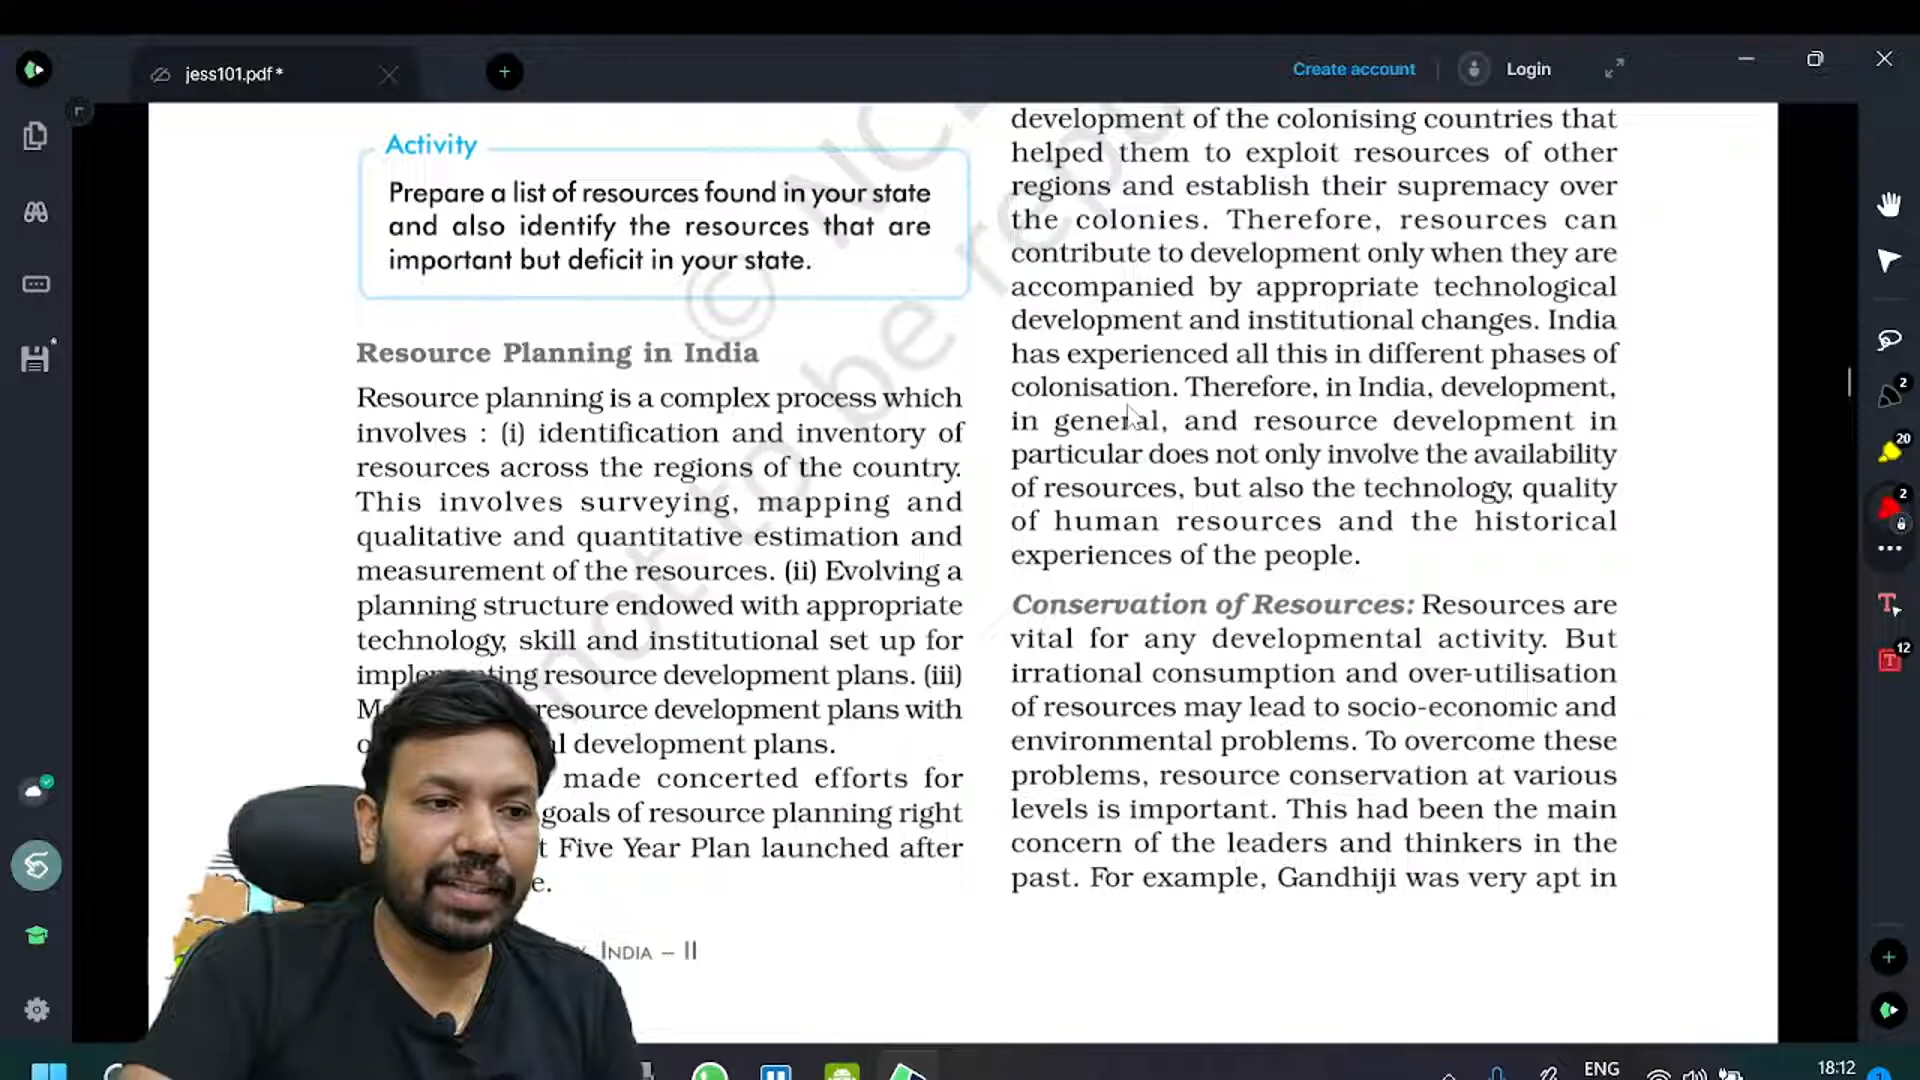 jess101.pdf *
Create account
Login
Activity
Prepare a list of resources found in your state
and also identify the resources that are
important but deficit in your state.
Resource Planning in India
Resource planning is a complex process which
involves : (i) identification and inventory of
resources across the regions of the country.
This involves surveying, mapping and
qualitative and quantitative estimation and
measurement of the resources. (ii) Evolving a
planning structure endowed with appropriate
technology, skill and institutional set up for
resource development plans. (iii)
resource development plans with
development plans.
made concerted efforts for
goals of resource planning right
Five Year Plan launched after
INDIA – II
development of the colonising countries that
helped them to exploit resources of other
regions and establish their supremacy over
the colonies. Therefore, resources can
contribute to development only when they are
accompanied by appropriate technological
development and institutional changes. India
has experienced all this in different phases of
colonisation. Therefore, in India, development,
in general, and resource development in
particular does not only involve the availability
of resources, but also the technology, quality
of human resources and the historical
experiences of the people.
Conservation of Resources: Resources are
vital for any developmental activity. But
irrational consumption and over-utilisation
of resources may lead to socio-economic and
environmental problems. To overcome these
problems, resource conservation at various
levels is important. This had been the main
concern of the leaders and thinkers in the
past. For example, Gandhiji was very apt in
not to be
2
20
2
12
ENG
18:12